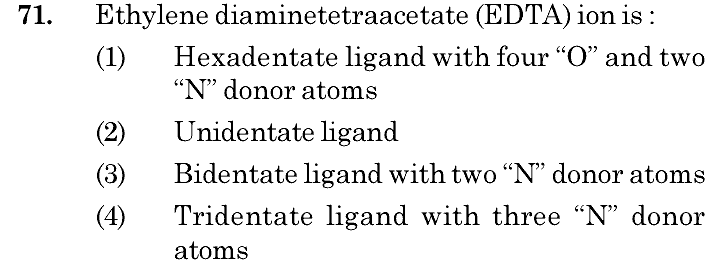 71. Ethylene diaminetetraacetate (EDTA) ion is :
(1) Hexadentate ligand with four “O” and two
“N” donor atoms
(2) Unidentate ligand
(3) Bidentate ligand with two “N” donor atoms
(4) Tridentate ligand with three “N” donor
atoms